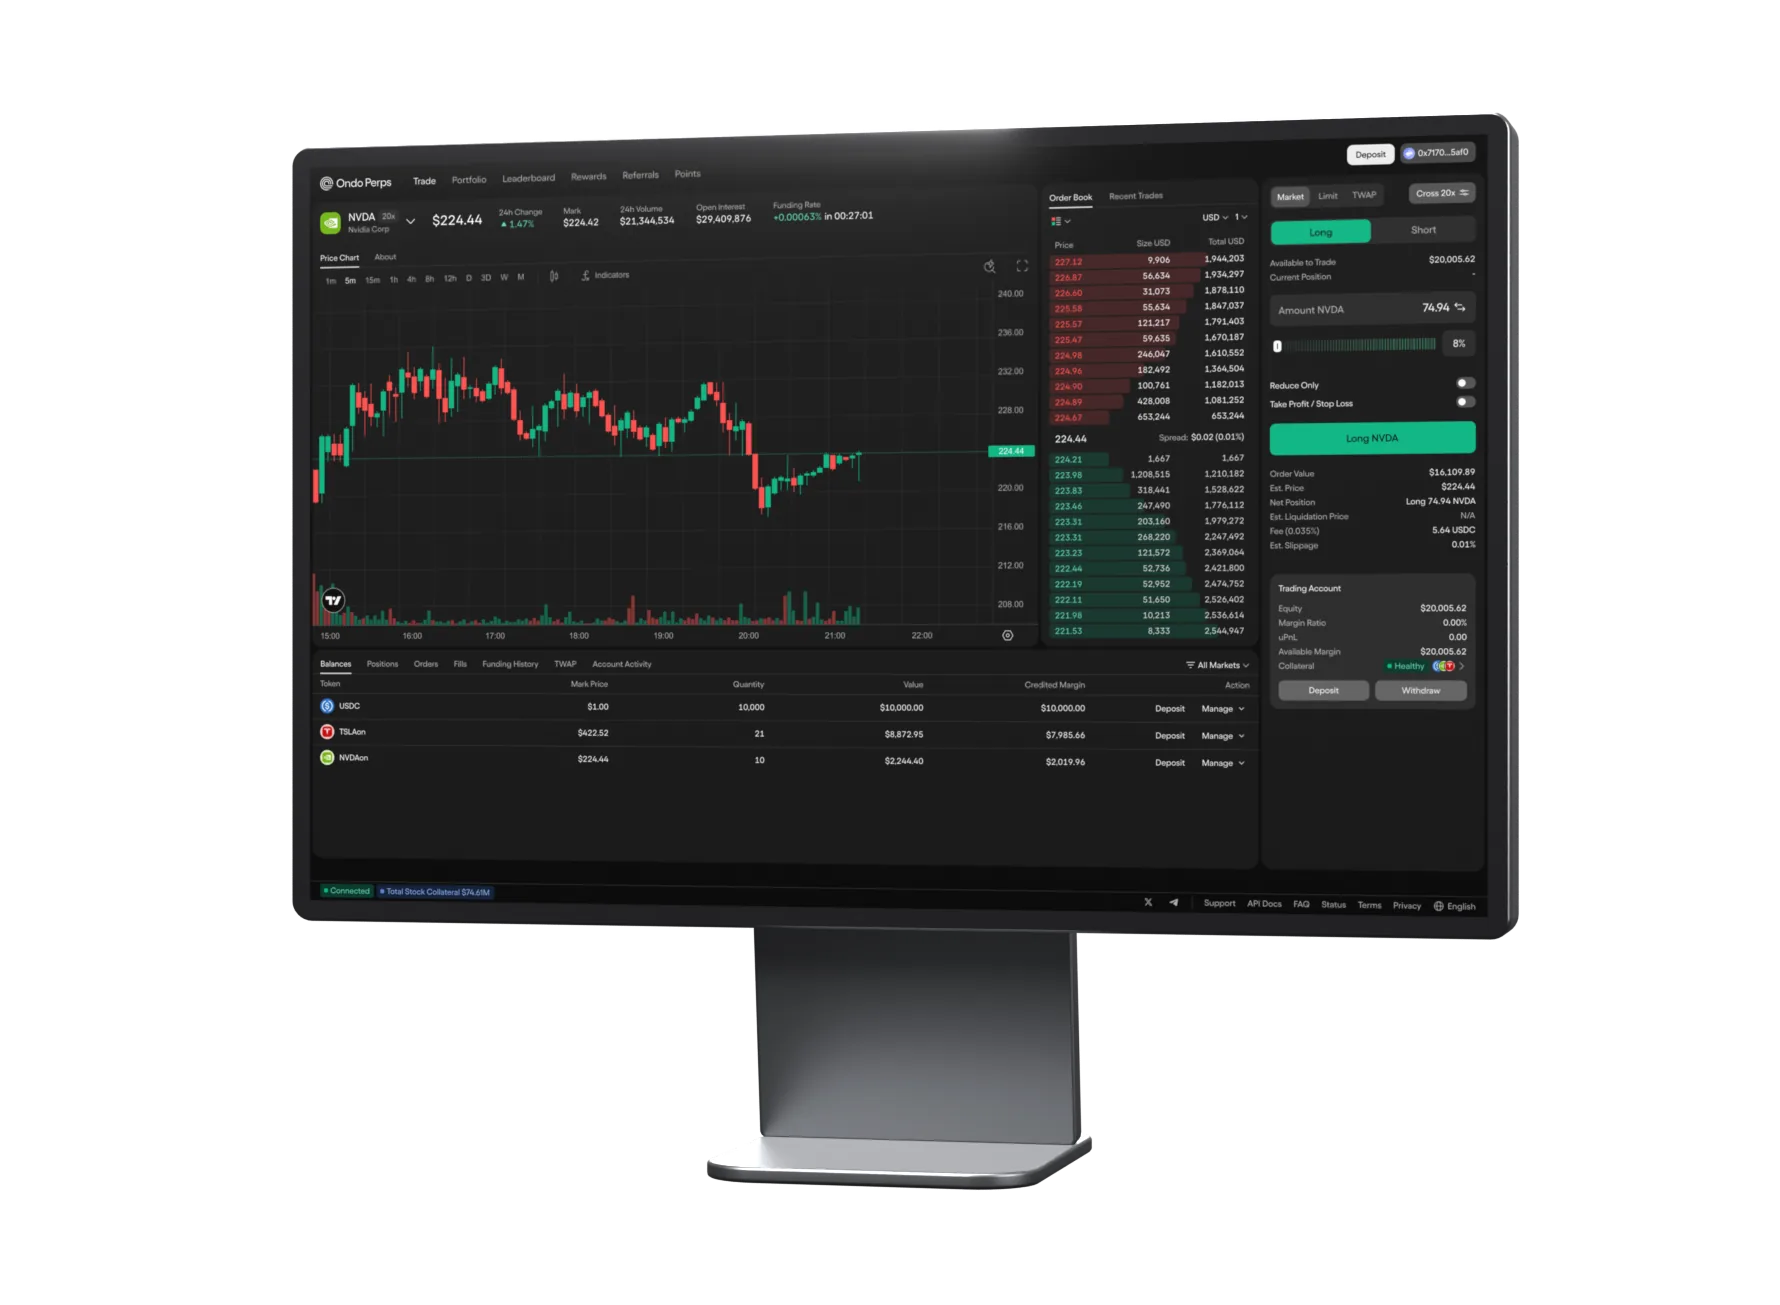 Deposit
0x7170...5af0
Ondo Perps
Trade
Portfolio
Leaderboard
Rewards
Referrals
Points
NVDA 20x
Nvidia Corp
$224.44
24h Change
1.47%
Mark
$224.42
24h Volume
$21,344,534
Open Interest
$29,409,876
Funding Rate
+0.00063% in 00:27:01
Price Chart
About
1m 5m 15m 1h 4h 8h 12h D 3D W M
Indicators
240.00
236.00
232.00
228.00
224.44
220.00
216.00
212.00
208.00
15:00 16:00 17:00 18:00 19:00 20:00 21:00 22:00
Order Book
Recent Trades
USD 1
Price Size USD Total USD
227.12 9,906 1,944,203
226.87 56,634 1,934,297
226.60 31,073 1,878,110
225.58 55,634 1,847,037
225.57 121,217 1,791,403
225.47 59,635 1,670,187
224.98 246,047 1,610,552
224.96 182,492 1,364,504
224.90 100,761 1,182,013
224.89 428,008 1,081,252
224.67 653,244 653,244
224.44 Spread: $0.02 (0.01%)
224.21 1,667 1,667
223.98 1,208,515 1,210,182
223.83 318,441 1,528,622
223.46 247,490 1,776,112
223.31 203,160 1,979,272
223.31 268,220 2,247,492
223.23 121,572 2,369,064
222.44 52,736 2,421,800
222.19 52,952 2,474,752
222.11 51,650 2,526,402
221.98 10,213 2,536,614
221.53 8,333 2,544,947
Market Limit TWAP
Cross 20x
Long Short
Available to Trade $20,005.62
Current Position -
Amount NVDA 74.94
8%
Reduce Only
Take Profit / Stop Loss
Long NVDA
Order Value $16,109.89
Est. Price $224.44
Net Position Long 74.94 NVDA
Est. Liquidation Price N/A
Fee (0.035%) 5.64 USDC
Est. Slippage 0.01%
Trading Account
Equity $20,005.62
Margin Ratio 0.00%
uPnL 0.00
Available Margin $20,005.62
Collateral Healthy
Deposit Withdraw
Balances Positions Orders Fills Funding History TWAP Account Activity
All Markets
Token Mark Price Quantity Value Credited Margin Action
USDC $1.00 10,000 $10,000.00 $10,000.00 Deposit Manage
TSLAon $422.52 21 $8,872.95 $7,985.66 Deposit Manage
NVDAon $224.44 10 $2,244.40 $2,019.96 Deposit Manage
Connected
Total Stock Collateral $74.61M
Support API Docs FAQ Status Terms Privacy English